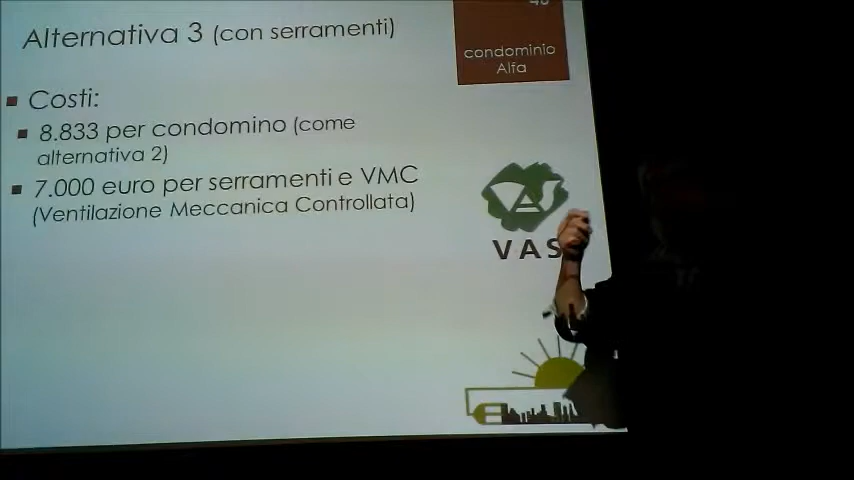 Alternativa 3 (con serramenti)
condominio
Alfa
Costi:
8.833 per condomino (come
alternativa 2)
7.000 euro per serramenti e VMC
(Ventilazione Meccanica Controllata)
VAS
VAS